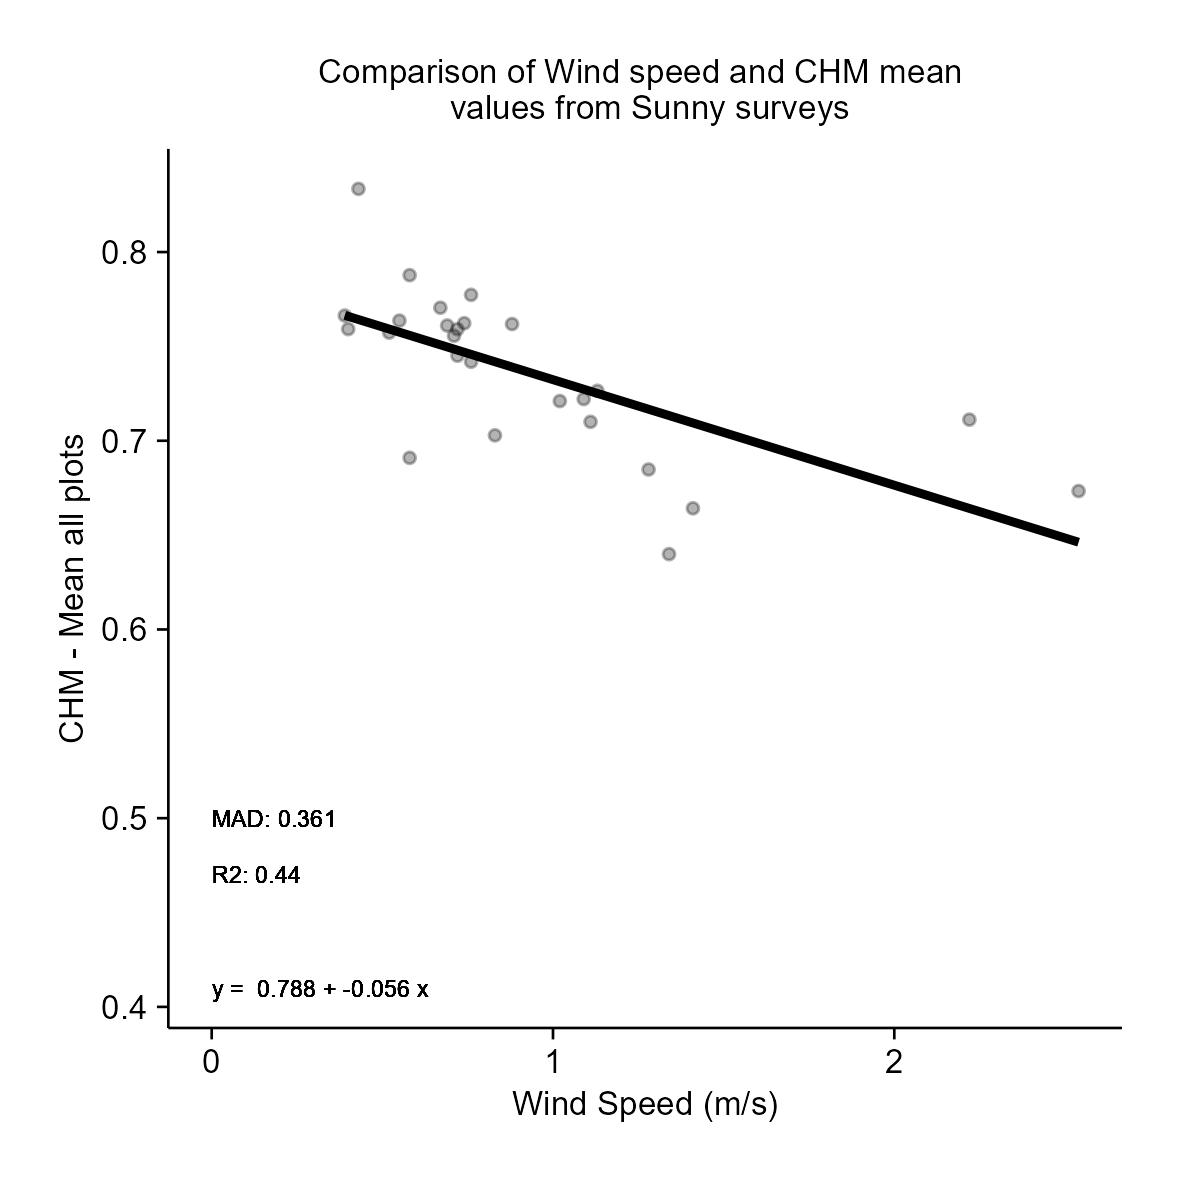 Comparison of Wind speed and CHM mean
values from Sunny surveys
CHM - Mean all plots
0.8
0.7
0.6
0.5
0.4
MAD: 0.361
R2: 0.44
y =  0.788 + -0.056 x
0
1
2
Wind Speed (m/s)